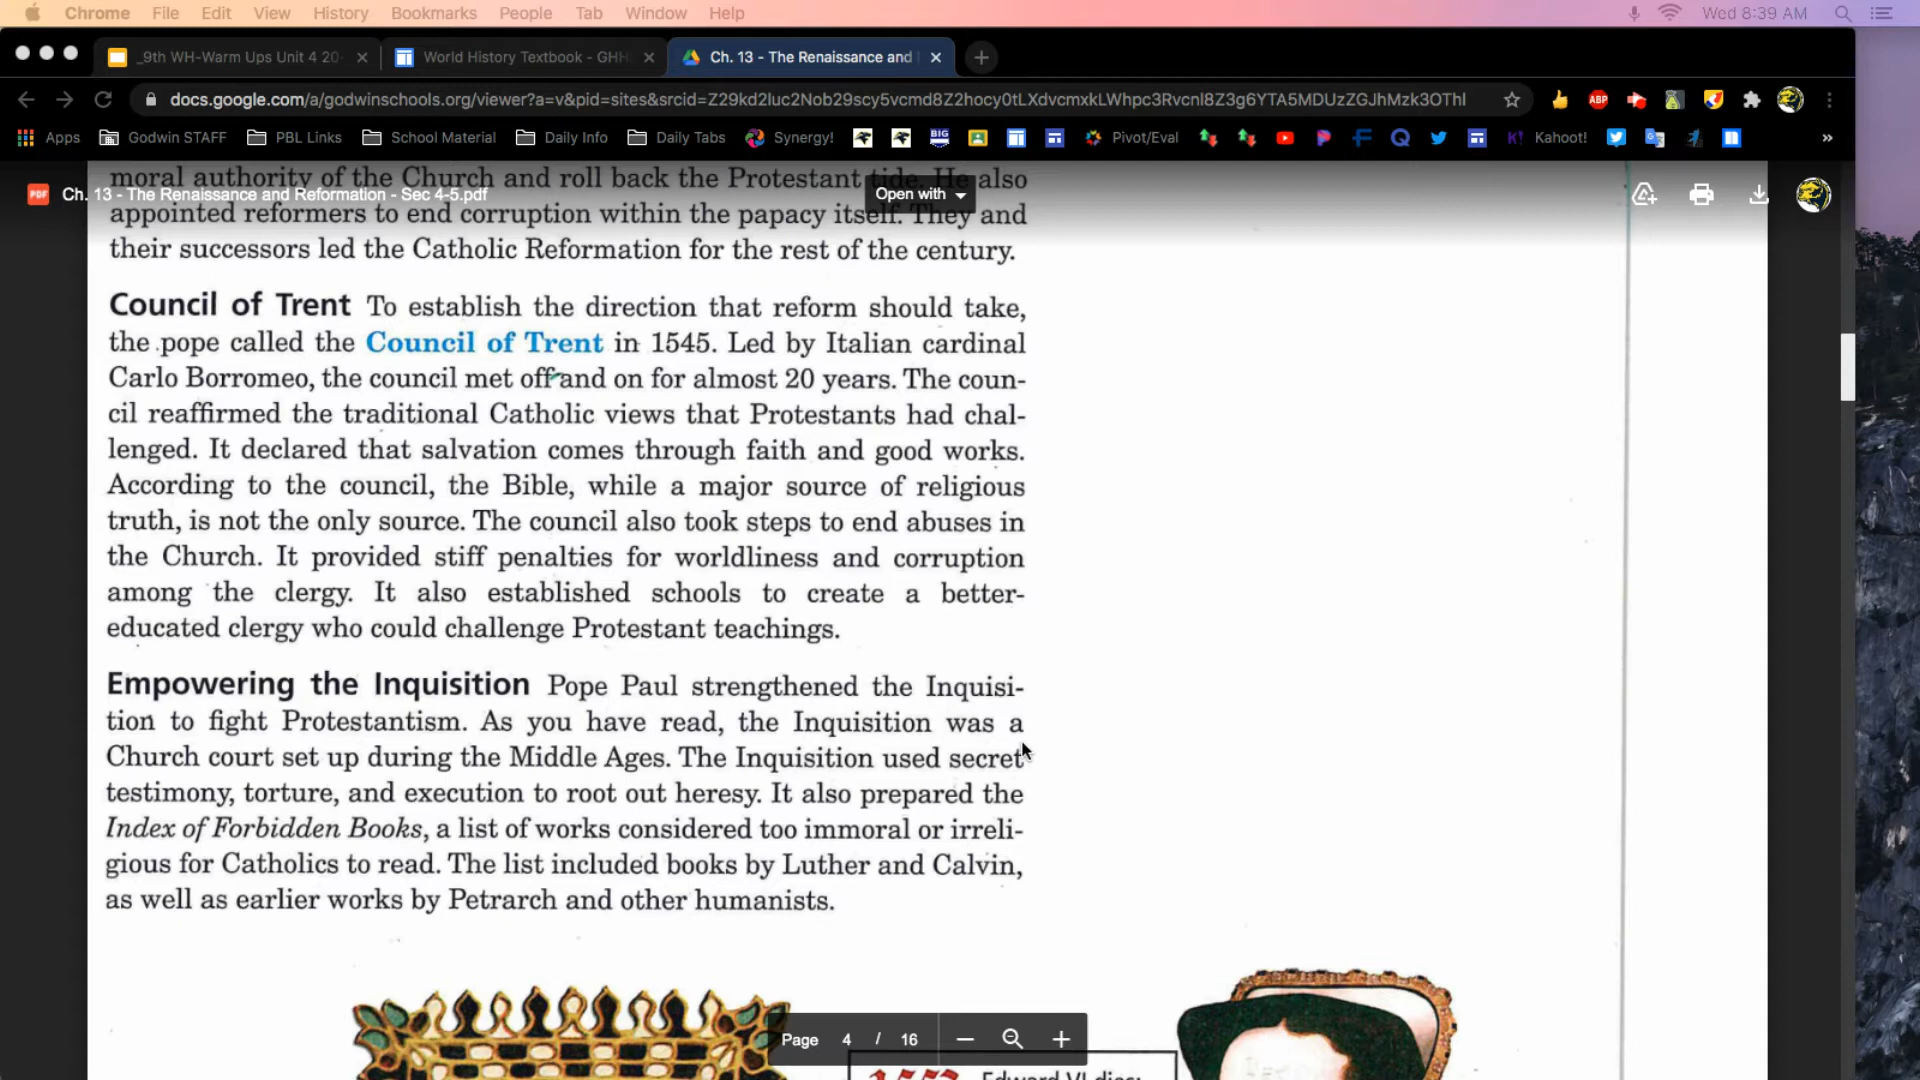 Chrome File Edit View History Bookmarks People Tab Window Help Wed 8:39 AM
_9th WH-Warm Ups Unit 4 20- World History Textbook - GHH Ch. 13 - The Renaissance and
docs.google.com/a/godwinschools.org/viewer?a=v&pid=sites&srcid=
Apps Godwin STAFF PBL Links School Material Daily Info Daily Tabs Synergy! BIG Pivot/Eval Kahoot! »
moral authority of the Church and roll back the Protestant tide. He also
PDF Ch. 13 - The Renaissance and Reformation - Sec 4-5.pdf Open with
appointed reformers to end corruption within the papacy itself. They and
their successors led the Catholic Reformation for the rest of the century.
Council of Trent To establish the direction that reform should take,
the pope called the Council of Trent in 1545. Led by Italian cardinal
Carlo Borromeo, the council met off and on for almost 20 years. The coun-
cil reaffirmed the traditional Catholic views that Protestants had chal-
lenged. It declared that salvation comes through faith and good works.
According to the council, the Bible, while a major source of religious
truth, is not the only source. The council also took steps to end abuses in
the Church. It provided stiff penalties for worldliness and corruption
among the clergy. It also established schools to create a better-
educated clergy who could challenge Protestant teachings.
Empowering the Inquisition Pope Paul strengthened the Inquisi-
tion to fight Protestantism. As you have read, the Inquisition was a
Church court set up during the Middle Ages. The Inquisition used secret
testimony, torture, and execution to root out heresy. It also prepared the
Index of Forbidden Books, a list of works considered too immoral or irreli-
gious for Catholics to read. The list included books by Luther and Calvin,
as well as earlier works by Petrarch and other humanists.
Page 4 / 16
1553 Edward VI dies;